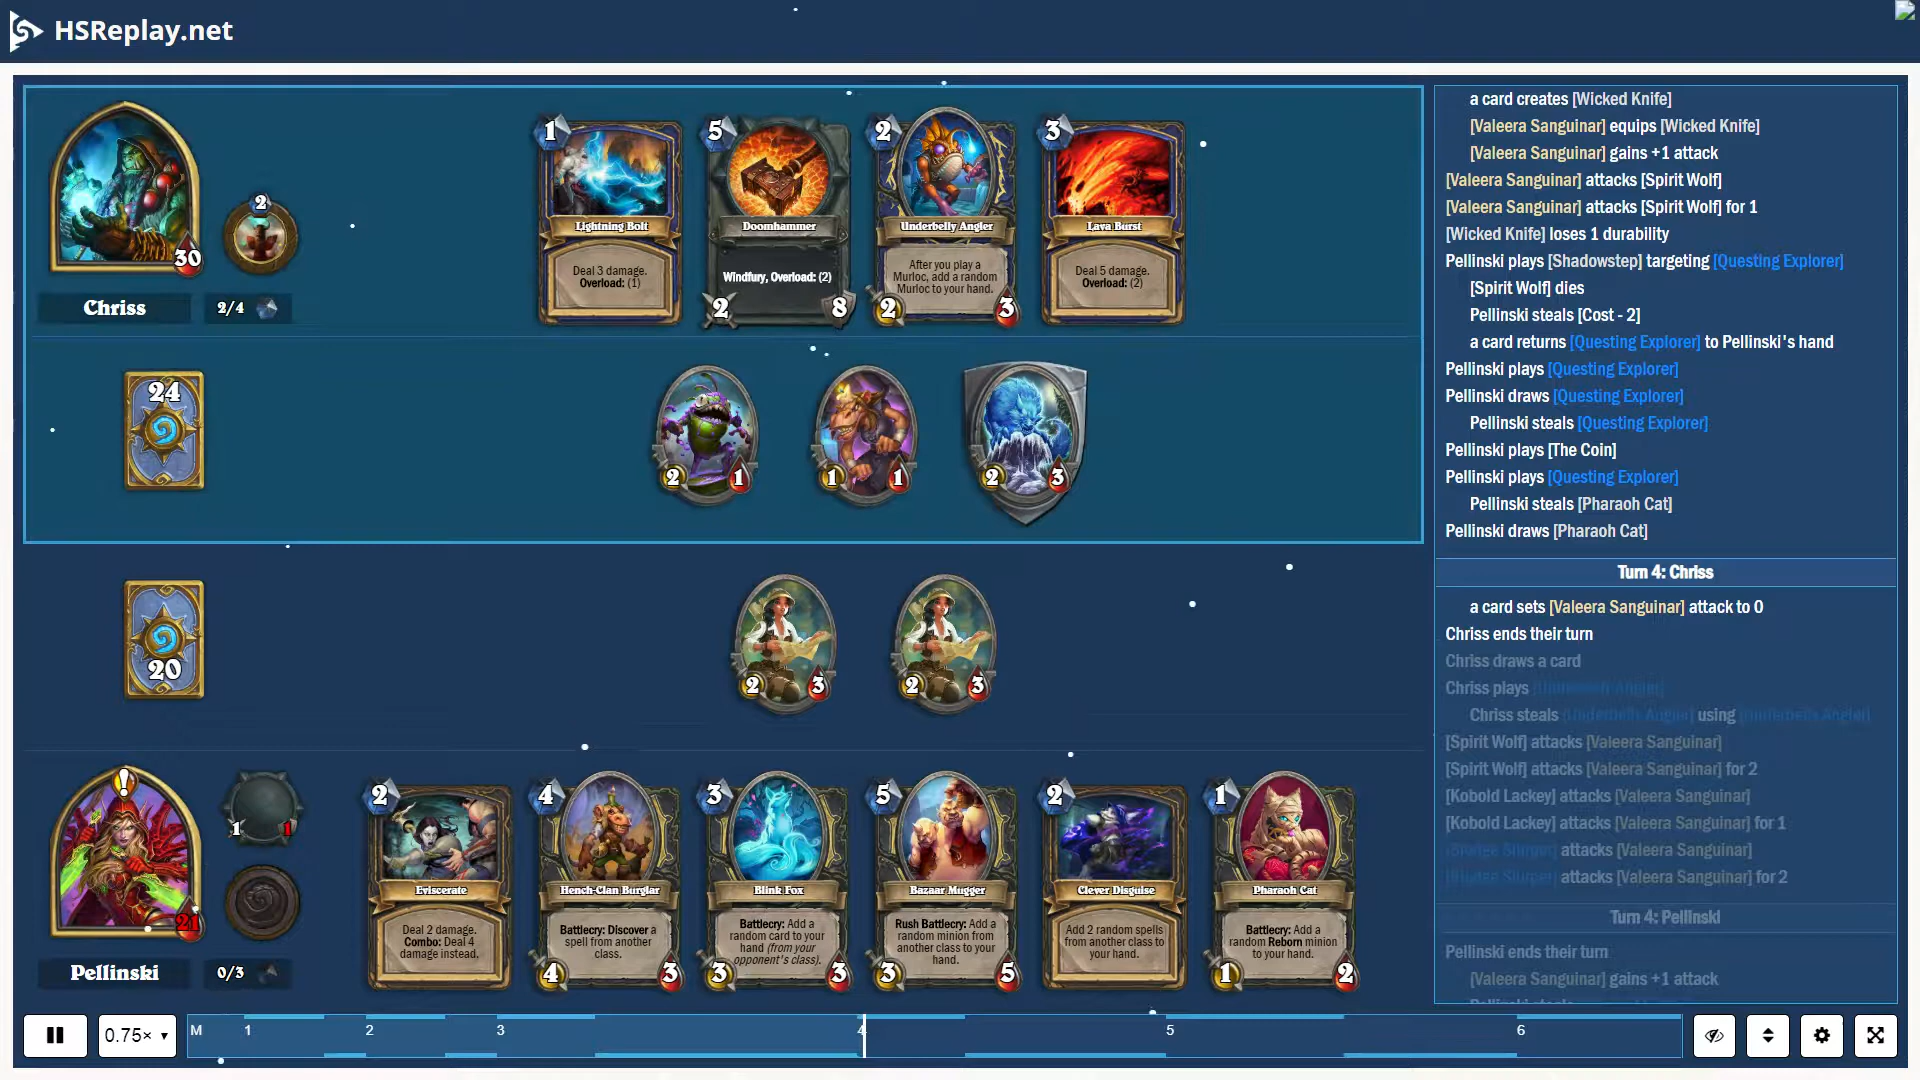 HSReplay.net
30
Chriss
2/4
2
1
Lightning Bolt
Deal 3 damage.
Overload: (1)
5
Doomhammer
Windfury, Overload: (2)
2
8
2
Underbelly Angler
After you play a
Murloc, add a random
Murloc to your hand.
2
3
3
Lava Burst
Deal 5 damage.
Overload: (2)
24
2
1
1
1
2
3
20
2
3
2
3
!
21
Pellinski
0/3
1
1
2
Eviscerate
Deal 2 damage.
Combo: Deal 4
damage instead.
4
Hench-Clan Burglar
Battlecry: Discover a
spell from another
class.
4
3
3
Blink Fox
Battlecry: Add a
random card to your
hand (from your
opponent's class).
3
3
5
Bazaar Mugger
Rush Battlecry: Add a
random minion from
another class to your
hand.
3
5
2
Clever Disguise
Add 2 random spells
from another class to
your hand.
1
Pharaoh Cat
Battlecry: Add a
random Reborn minion
to your hand.
1
2
a card creates [Wicked Knife]
[Valeera Sanguinar] equips [Wicked Knife]
[Valeera Sanguinar] gains +1 attack
[Valeera Sanguinar] attacks [Spirit Wolf]
[Valeera Sanguinar] attacks [Spirit Wolf] for 1
[Wicked Knife] loses 1 durability
Pellinski plays [Shadowstep] targeting [Questing Explorer]
[Spirit Wolf] dies
Pellinski steals [Cost - 2]
a card returns [Questing Explorer] to Pellinski's hand
Pellinski plays [Questing Explorer]
Pellinski draws [Questing Explorer]
Pellinski steals [Questing Explorer]
Pellinski plays [The Coin]
Pellinski plays [Questing Explorer]
Pellinski steals [Pharaoh Cat]
Pellinski draws [Pharaoh Cat]
Turn 4: Chriss
a card sets [Valeera Sanguinar] attack to 0
Chriss ends their turn
Chriss draws a card
Chriss plays [Underbelly Angler]
Chriss steals [Underbelly Angler] using [Underbelly Angler]
[Spirit Wolf] attacks [Valeera Sanguinar]
[Spirit Wolf] attacks [Valeera Sanguinar] for 2
[Kobold Lackey] attacks [Valeera Sanguinar]
[Kobold Lackey] attacks [Valeera Sanguinar] for 1
[Sludge Slurper] attacks [Valeera Sanguinar]
[Sludge Slurper] attacks [Valeera Sanguinar] for 2
Turn 4: Pellinski
Pellinski ends their turn
[Valeera Sanguinar] gains +1 attack
Pellinski steals
0.75×
M
1
2
3
4
5
6